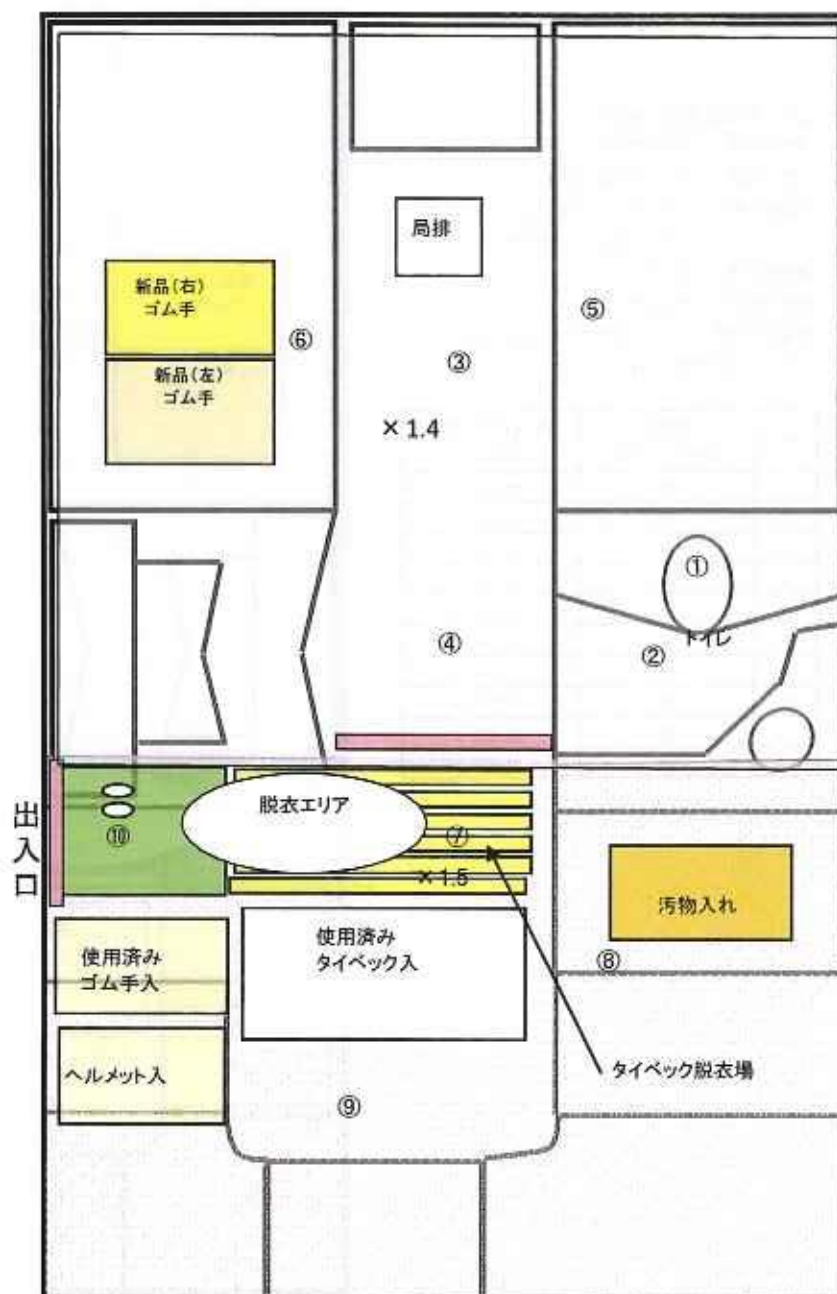 局排
新品(右)
ゴム手
⑥
⑤
③
新品(左)
ゴム手
× 1.4
①
④
②
トイレ
出入口
脱衣エリア
⑩
⑦
× 1.5
汚物入れ
使用済み
ゴム手入
使用済み
タイベック入
⑧
ヘルメット入
タイベック脱衣場
⑨